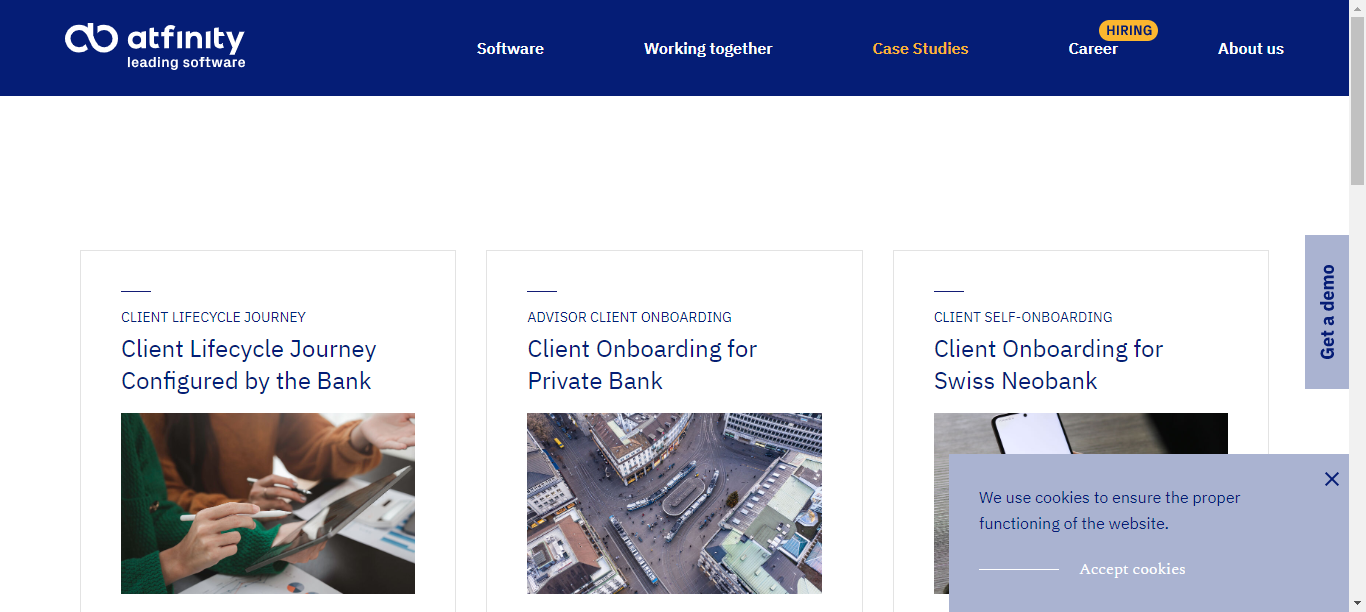 atfinity
leading software
Software
Working together
Case Studies
HIRING
Career
About us
CLIENT LIFECYCLE JOURNEY
Client Lifecycle Journey
Configured by the Bank
ADVISOR CLIENT ONBOARDING
Client Onboarding for
Private Bank
CLIENT SELF-ONBOARDING
Client Onboarding for
Swiss Neobank
Get a demo
We use cookies to ensure the proper
functioning of the website.
Accept cookies